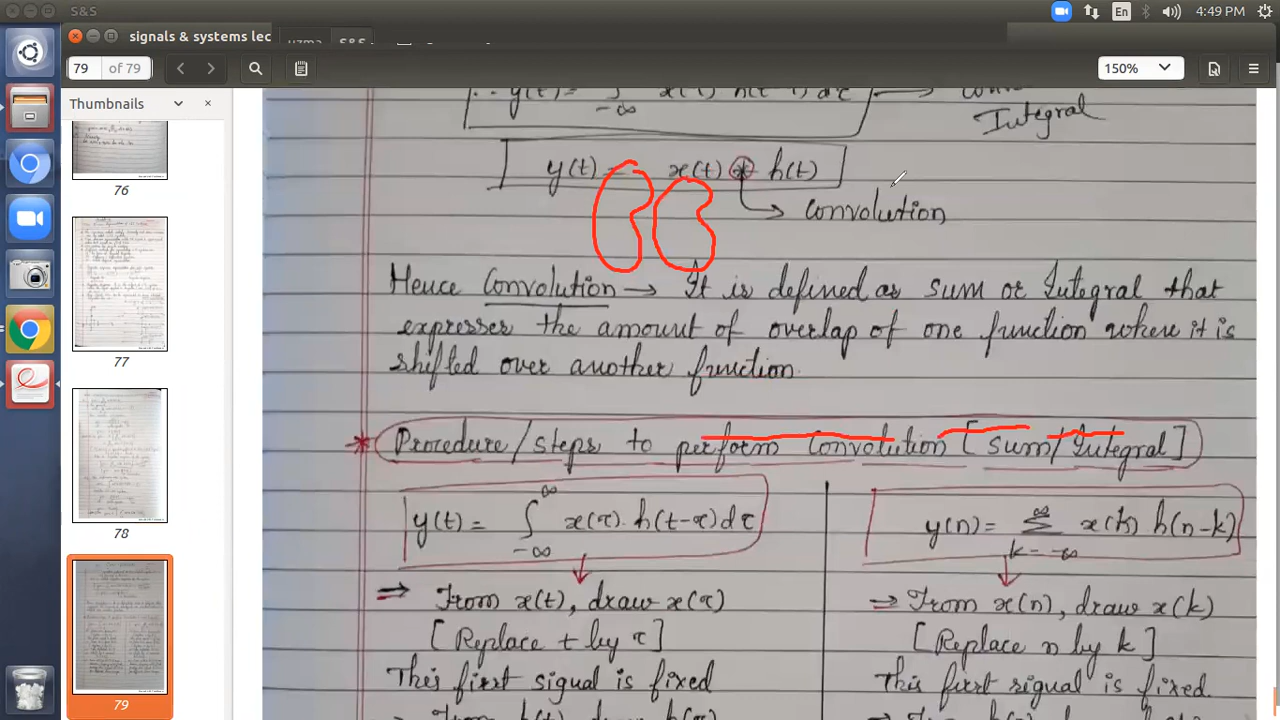 S&S
En
4:49 PM
signals & systems lec
S&S
79 of 79
150%
Thumbnails
76
77
78
79
Integral
y(t) = x(t) * h(t)
Convolution
Hence Convolution → It is defined as sum or Integral that
expresses the amount of overlap of one function where it is
shifted over another function.
* Procedure/steps to perform Convolution [Sum/Integral]
y(t) = ∫ x(τ). h(t-τ)dτ
∞
-∞
y(n) = Σ x(k) h(n-k)
∞
k = -∞
⇒ From x(t), draw x(τ)
[Replace t by τ]
This first signal is fixed
⇒ From x(n), draw x(k)
[Replace n by k]
This first signal is fixed.